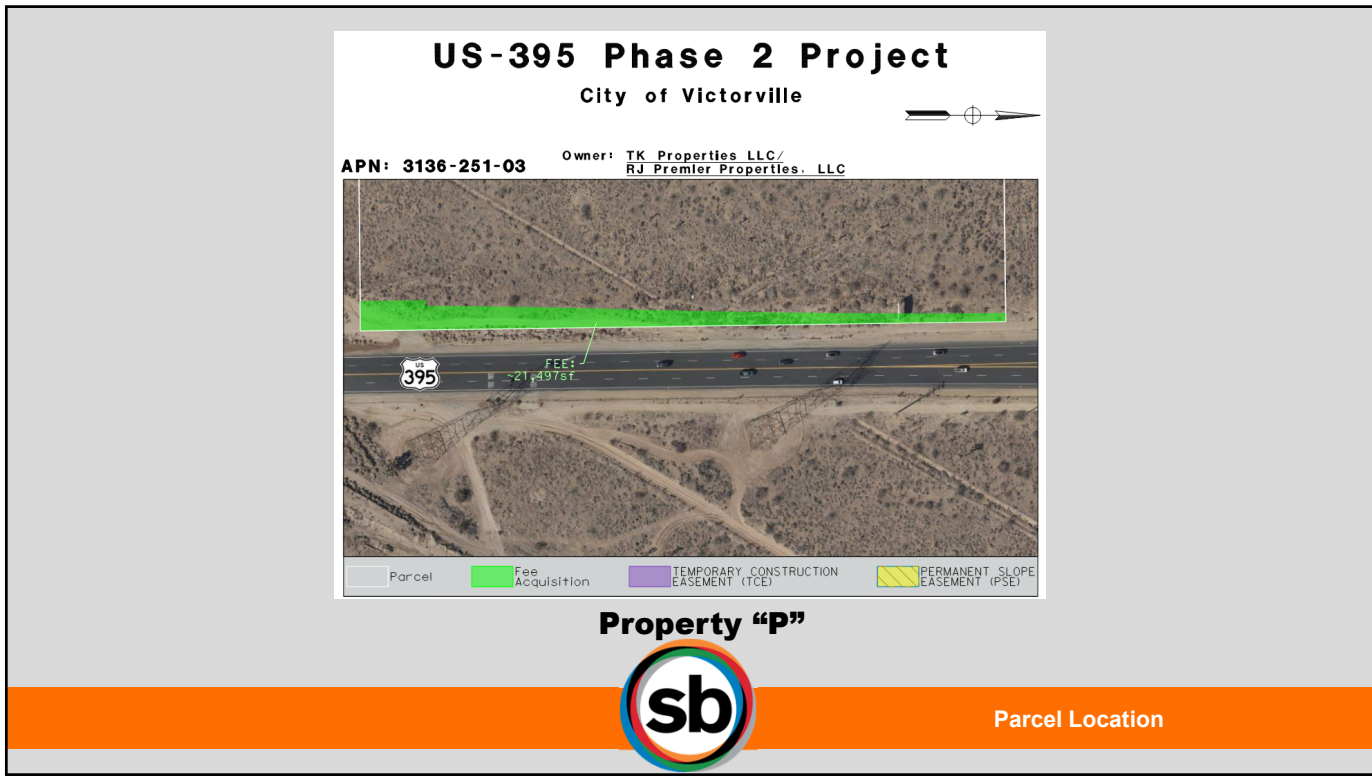 US-395 Phase 2 Project
City of Victorville
APN: 3136-251-03
Owner: TK Properties LLC/
RJ Premier Properties, LLC
US
395
FEE:
~21,497sf
Parcel
Fee
Acquisition
TEMPORARY CONSTRUCTION
EASEMENT (TCE)
PERMANENT SLOPE
EASEMENT (PSE)
Property “P”
sb
Parcel Location